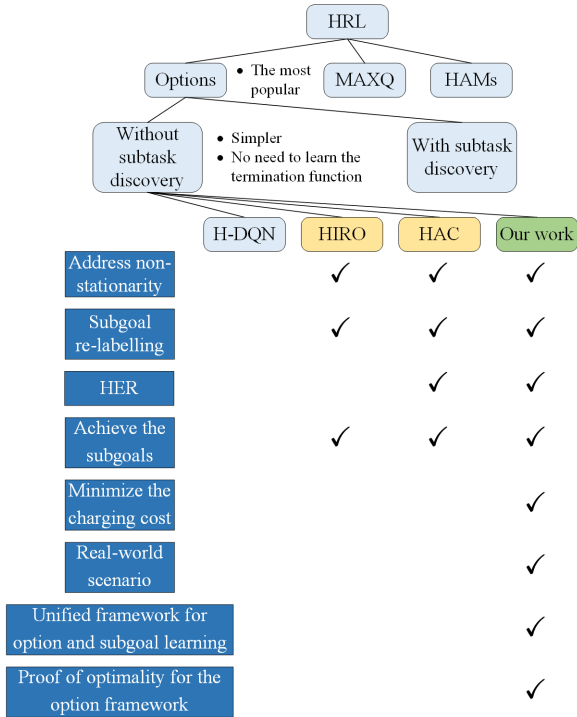 HRL
Options
• The most
popular
MAXQ
HAMs
Without
subtask
discovery
• Simpler
• No need to learn the
termination function
With subtask
discovery
H-DQN
HIRO
HAC
Our work
Address non-
stationarity
✓ ✓ ✓
Subgoal
re-labelling
✓ ✓ ✓
HER
✓ ✓
Achieve the
subgoals
✓ ✓ ✓
Minimize the
charging cost
✓
Real-world
scenario
✓
Unified framework for
option and subgoal learning
✓
Proof of optimality for the
option framework
✓